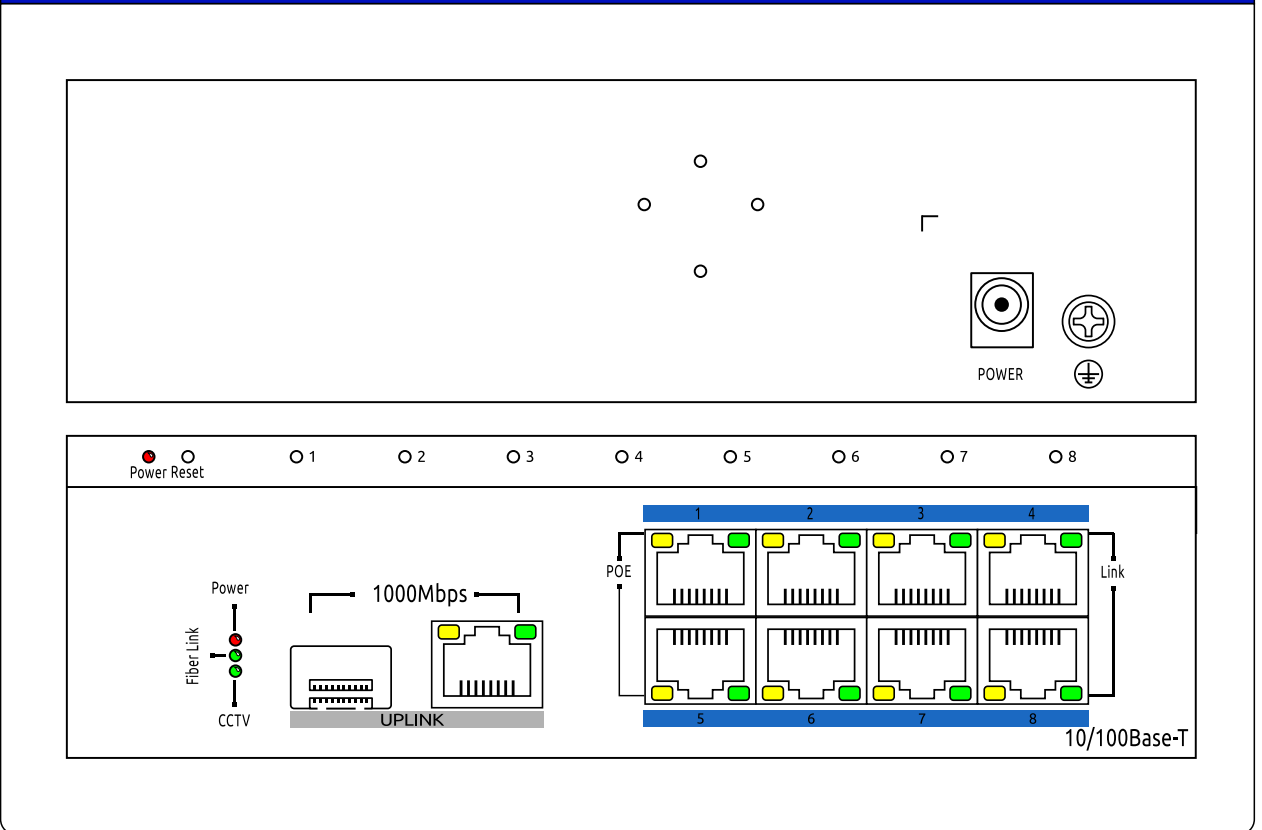 POWER
1 2 3 4 5 6 7 8
Power Reset
1 2 3 4
POE
Link
Power
1000Mbps
Fiber Link
CCTV
UPLINK
5 6 7 8
10/100Base-T